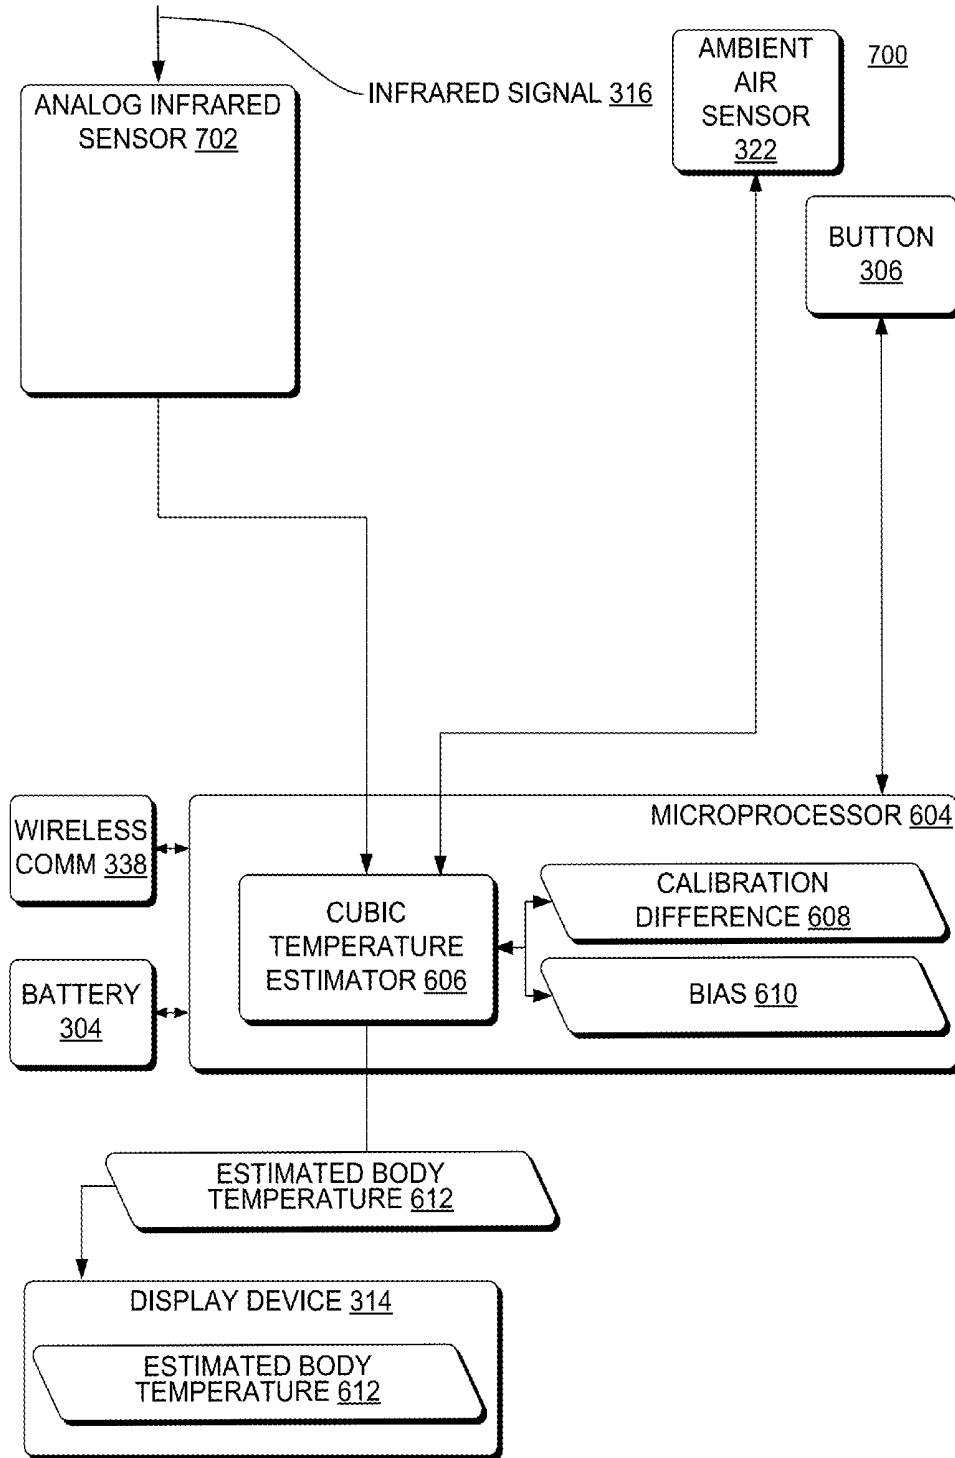 INFRARED SIGNAL 316
ANALOG INFRARED
SENSOR 702
AMBIENT
AIR
SENSOR
322
700
BUTTON
306
MICROPROCESSOR 604
WIRELESS
COMM 338
CUBIC
TEMPERATURE
ESTIMATOR 606
CALIBRATION
DIFFERENCE 608
BIAS 610
BATTERY
304
ESTIMATED BODY
TEMPERATURE 612
DISPLAY DEVICE 314
ESTIMATED BODY
TEMPERATURE 612